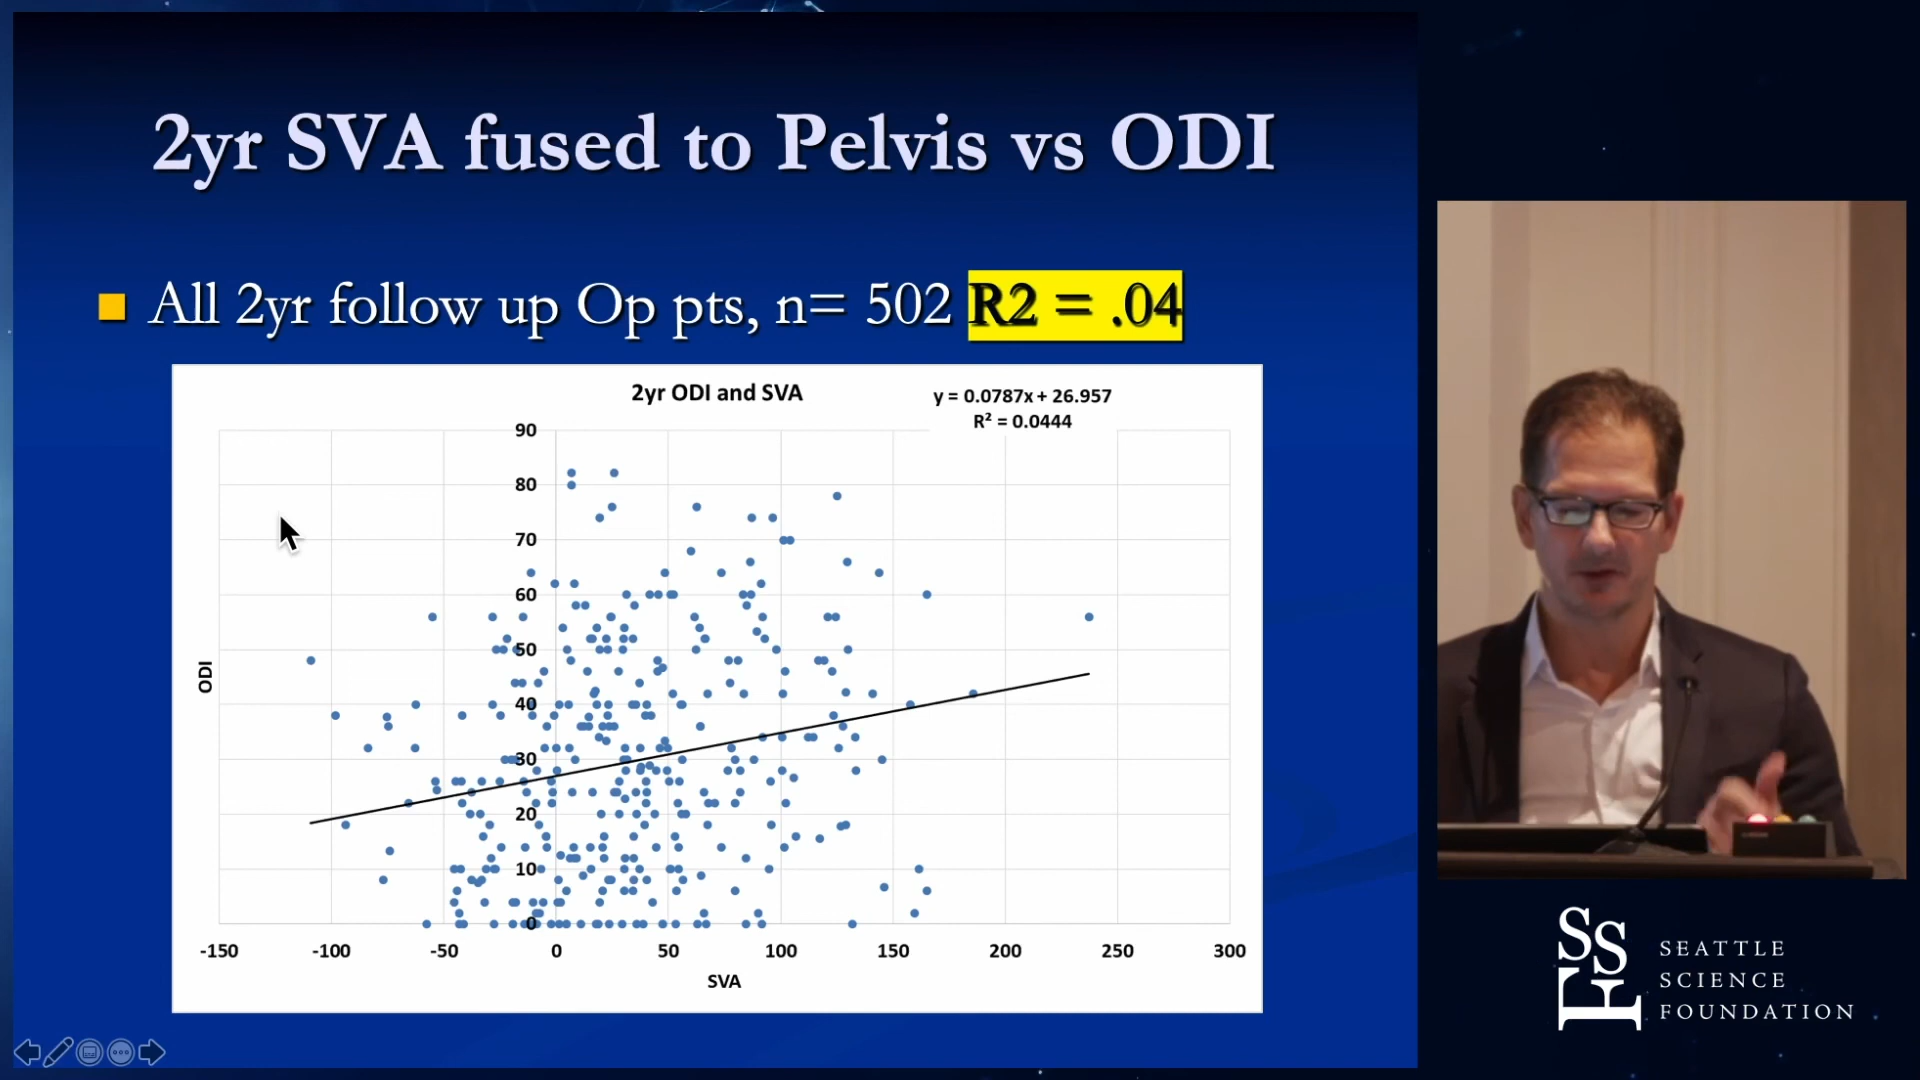 2yr SVA fused to Pelvis vs ODI
All 2yr follow up Op pts, n= 502 R2 = .04
2yr ODI and SVA
y = 0.0787x + 26.957
R² = 0.0444
90
80
70
60
50
40
30
20
10
0
ODI
-150 -100 -50 0 50 100 150 200 250 300
SVA
SSF
SEATTLE
SCIENCE
FOUNDATION